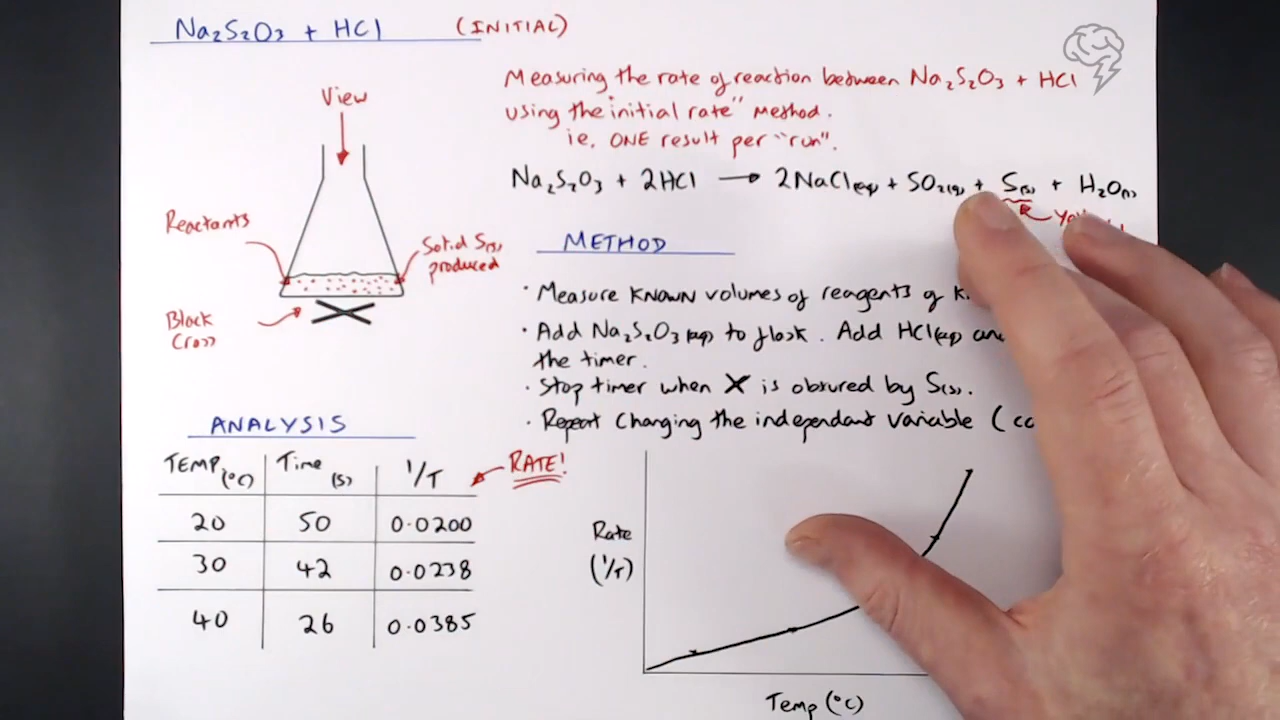 Na2S2O3 + HCl (INITIAL)
Measuring the rate of reaction between Na2S2O3 + HCl
using the "initial rate" method.
ie. ONE result per "run".
Na2S2O3 + 2HCl → 2NaCl(aq) + SO2(g) + S(s) + H2O(l)
View
Reactants
Solid S(s)
produced
Black
Cross
METHOD
· Measure KNOWN volumes of reagents of
· Add Na2S2O3(aq) to flask. Add HCl(aq) and
the timer.
· Stop timer when X is obsured by S(s).
· Repeat changing the independant variable (
ANALYSIS
TEMP(°C) Time (s) 1/T ← RATE!
20 50 0.0200
30 42 0.0238
40 26 0.0385
Rate
(1/T)
Temp (°C)